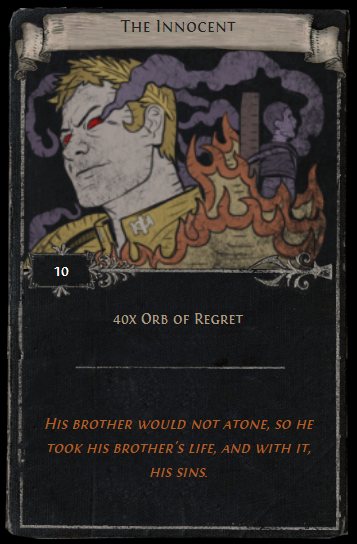 The Innocent
10
40x Orb of Regret
His brother would not atone, so he
took his brother's life, and with it,
his sins.